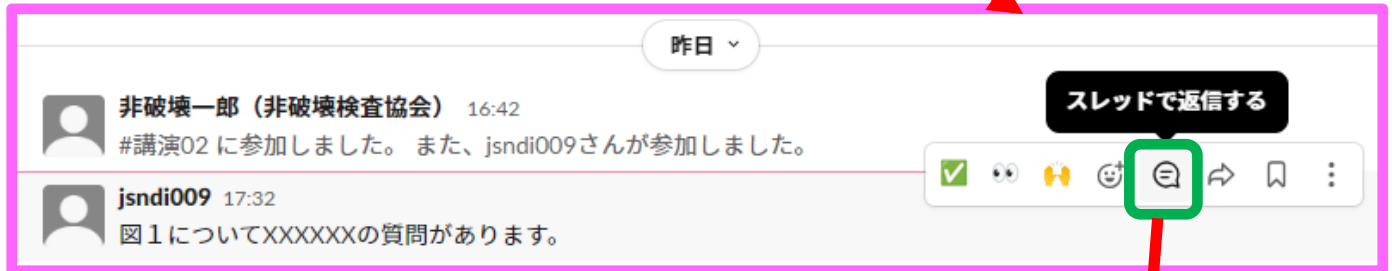 昨日
非破壊一郎（非破壊検査協会） 16:42
スレッドで返信する
#講演02 に参加しました。 また、jsndi009さんが参加しました。
jsndi009 17:32
図１についてXXXXXXの質問があります。